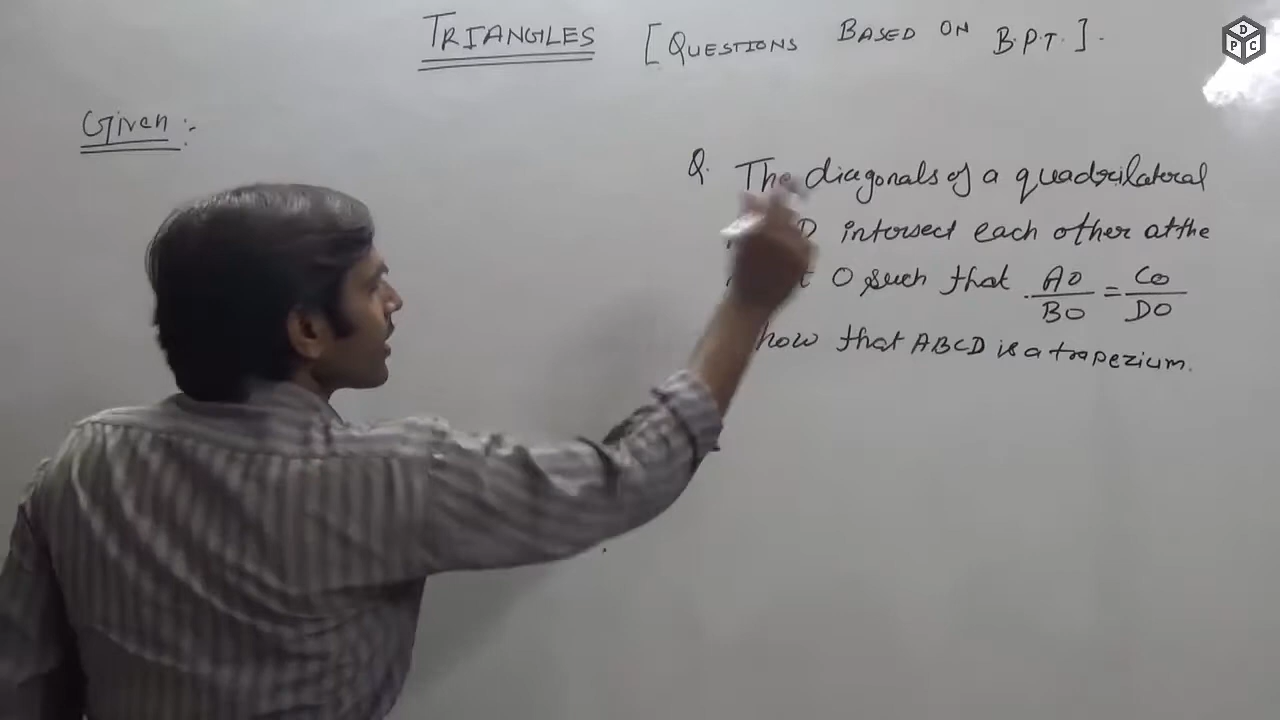 TRIANGLES [QUESTIONS BASED ON B.P.T.].
Given :-
Q. The diagonals of a quadrilateral
D intersect each other at the
t O such that AO/BO = CO/DO
how that ABCD is a trapezium.
D P C